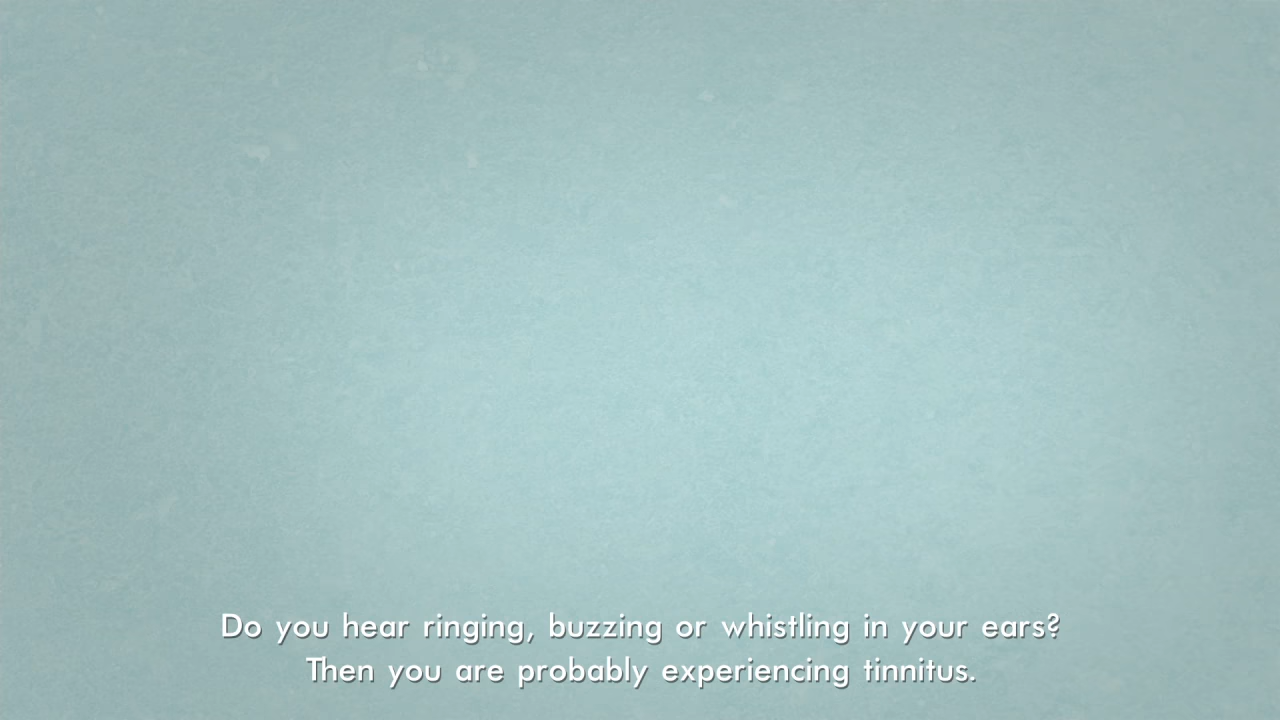 Do you hear ringing, buzzing or whistling in your ears?
Then you are probably experiencing tinnitus.